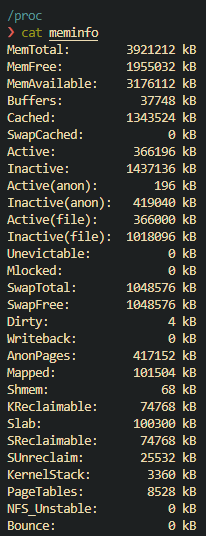 /proc
❯ cat meminfo
MemTotal:        3921212 kB
MemFree:         1955032 kB
MemAvailable:    3176112 kB
Buffers:           37748 kB
Cached:          1343524 kB
SwapCached:            0 kB
Active:           366196 kB
Inactive:        1437136 kB
Active(anon):        196 kB
Inactive(anon):   419040 kB
Active(file):     366000 kB
Inactive(file):  1018096 kB
Unevictable:           0 kB
Mlocked:               0 kB
SwapTotal:       1048576 kB
SwapFree:        1048576 kB
Dirty:                 4 kB
Writeback:             0 kB
AnonPages:        417152 kB
Mapped:           101504 kB
Shmem:                68 kB
KReclaimable:      74768 kB
Slab:             100300 kB
SReclaimable:      74768 kB
SUnreclaim:        25532 kB
KernelStack:        3360 kB
PageTables:         8528 kB
NFS_Unstable:          0 kB
Bounce:                0 kB